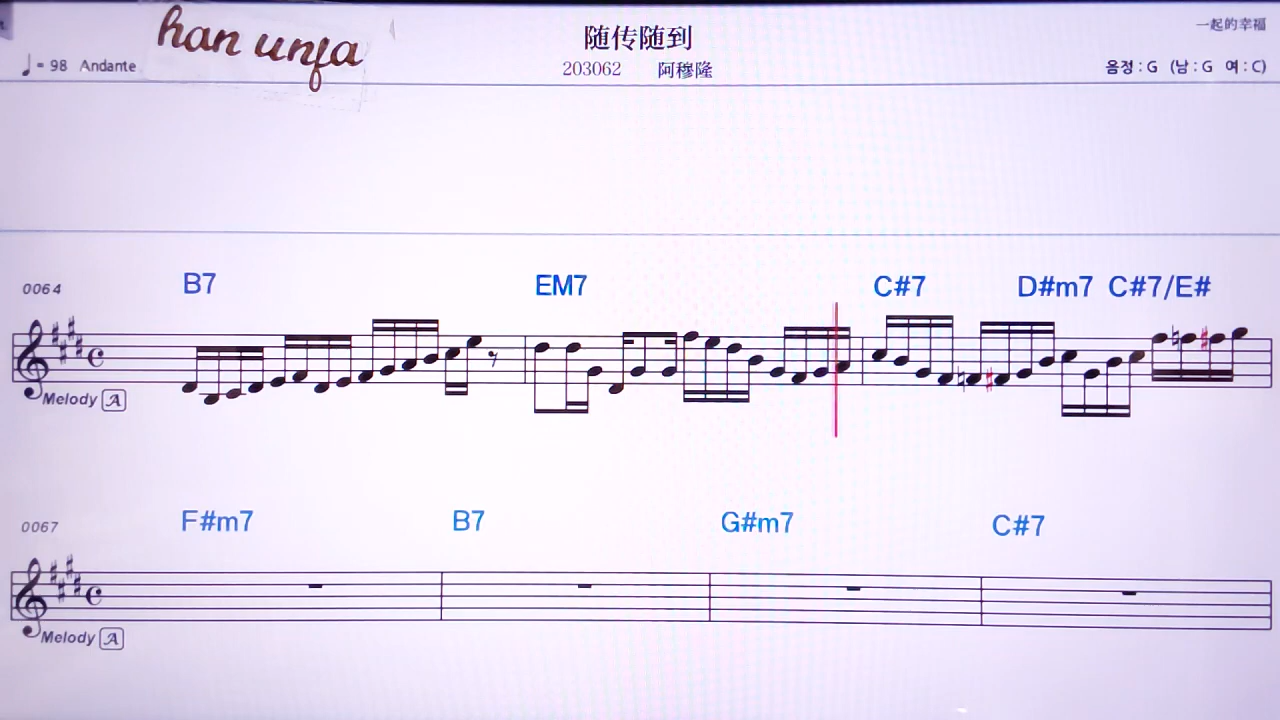 han unfa
随传随到
一起的幸福
♩= 98 Andante
203062 阿穆隆
음정 : G (남 : G 여 : C)
0064 B7 EM7 C#7 D#m7 C#7/E#
Melody A
0067 F#m7 B7 G#m7 C#7
Melody A